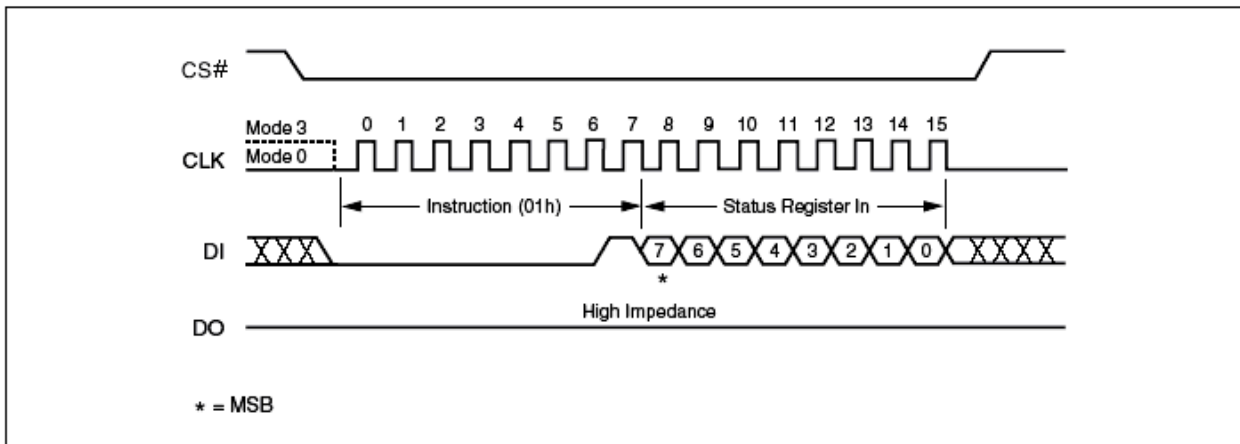 CS#
Mode 3 0 1 2 3 4 5 6 7 8 9 10 11 12 13 14 15
CLK Mode 0
Instruction (01h) Status Register In
DI 7 6 5 4 3 2 1 0
*
High Impedance
DO
* = MSB